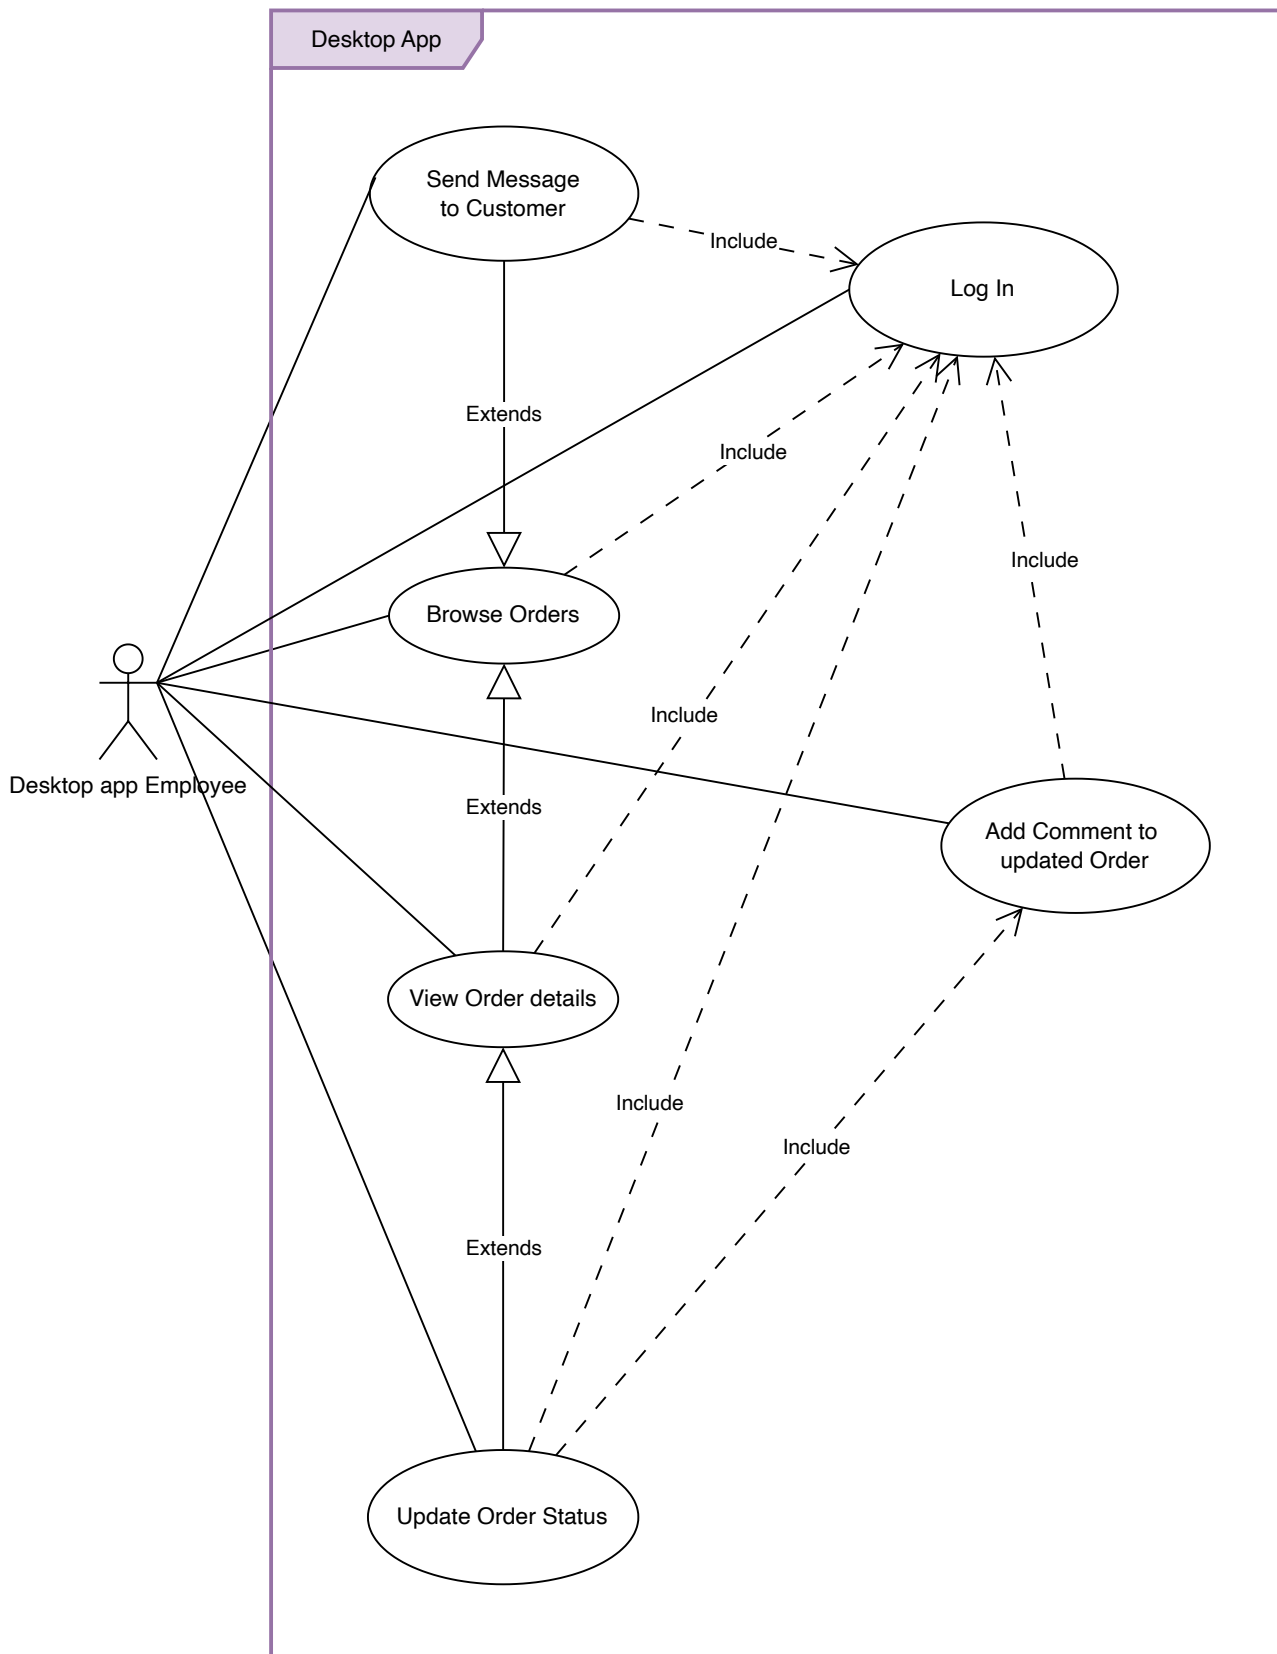 Desktop App
Send Message
to Customer
Include
Log In
Extends
Include
Include
Browse Orders
Include
Desktop app Employee
Extends
Add Comment to
updated Order
View Order details
Include
Include
Extends
Update Order Status